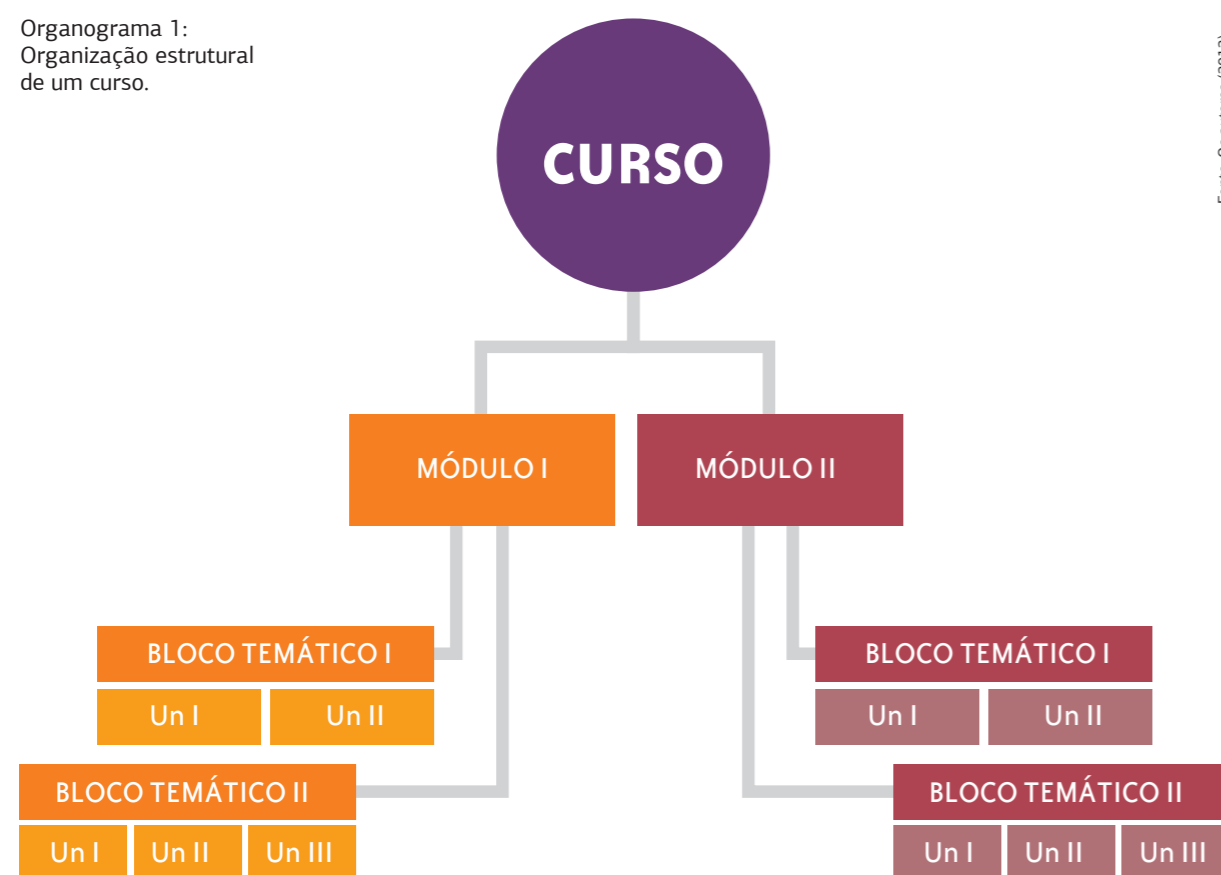 Organograma 1:
Organização estrutural
de um curso.
CURSO
MÓDULO I
MÓDULO II
BLOCO TEMÁTICO I
Un I
Un II
BLOCO TEMÁTICO II
Un I
Un II
Un III
BLOCO TEMÁTICO I
Un I
Un II
BLOCO TEMÁTICO II
Un I
Un II
Un III